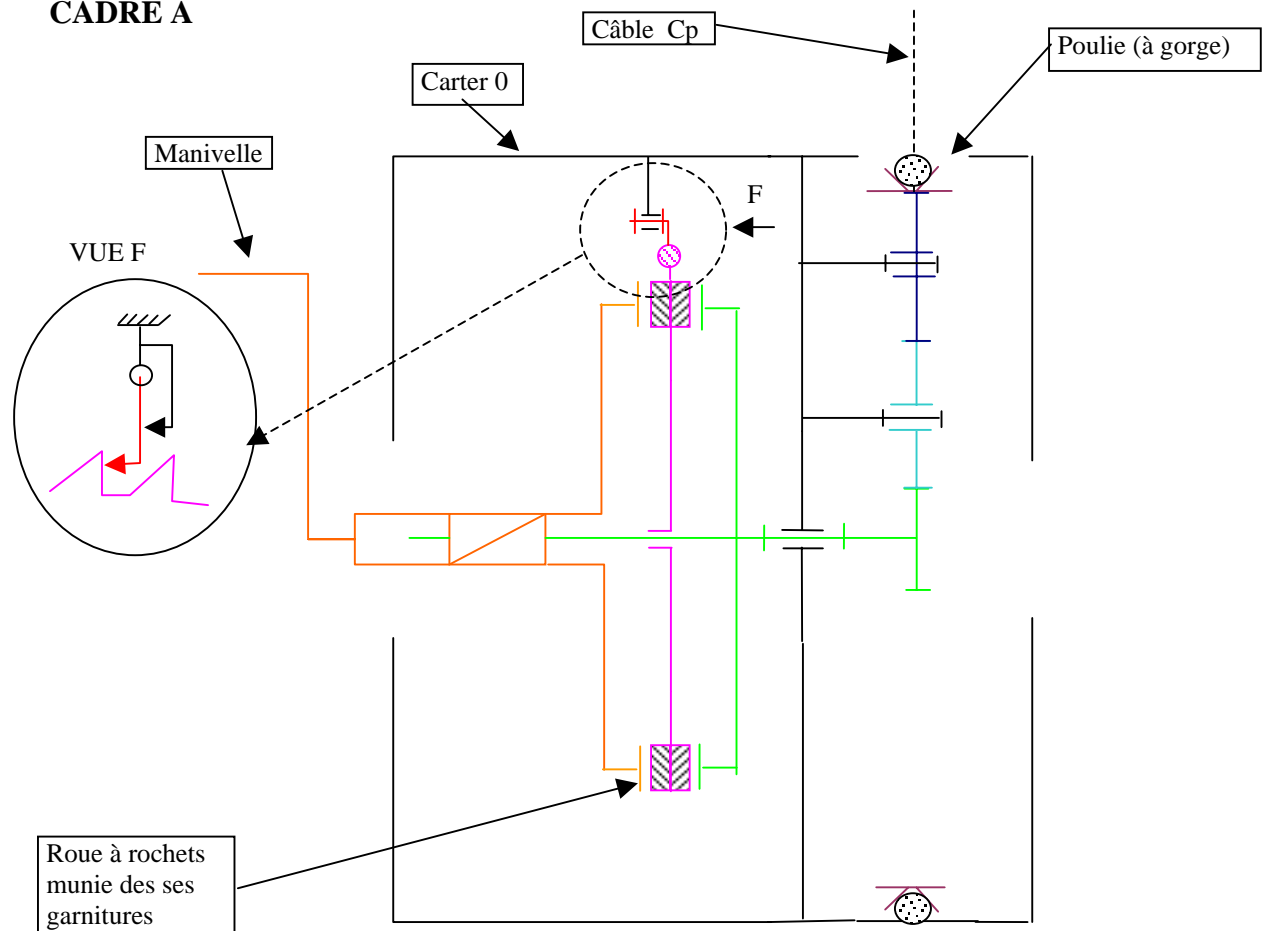 CADRE A
Câble Cp
Poulie (à gorge)
Carter 0
Manivelle
F
VUE F
Roue à rochets
munie des ses
garnitures